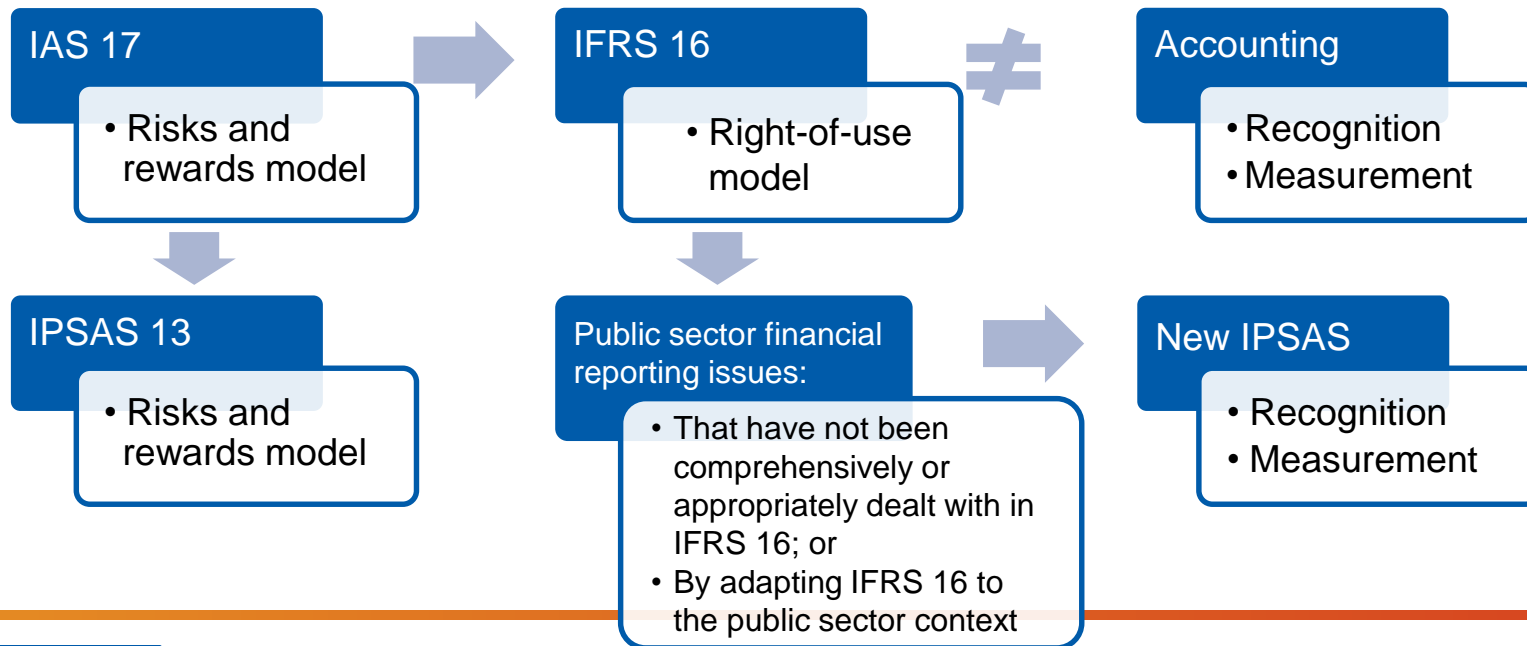 IAS 17
• Risks and
rewards model
IFRS 16
• Right-of-use
model
≠
Accounting
• Recognition
• Measurement
IPSAS 13
• Risks and
rewards model
Public sector financial
reporting issues:
• That have not been
comprehensively or
appropriately dealt with in
IFRS 16; or
• By adapting IFRS 16 to
the public sector context
New IPSAS
• Recognition
• Measurement